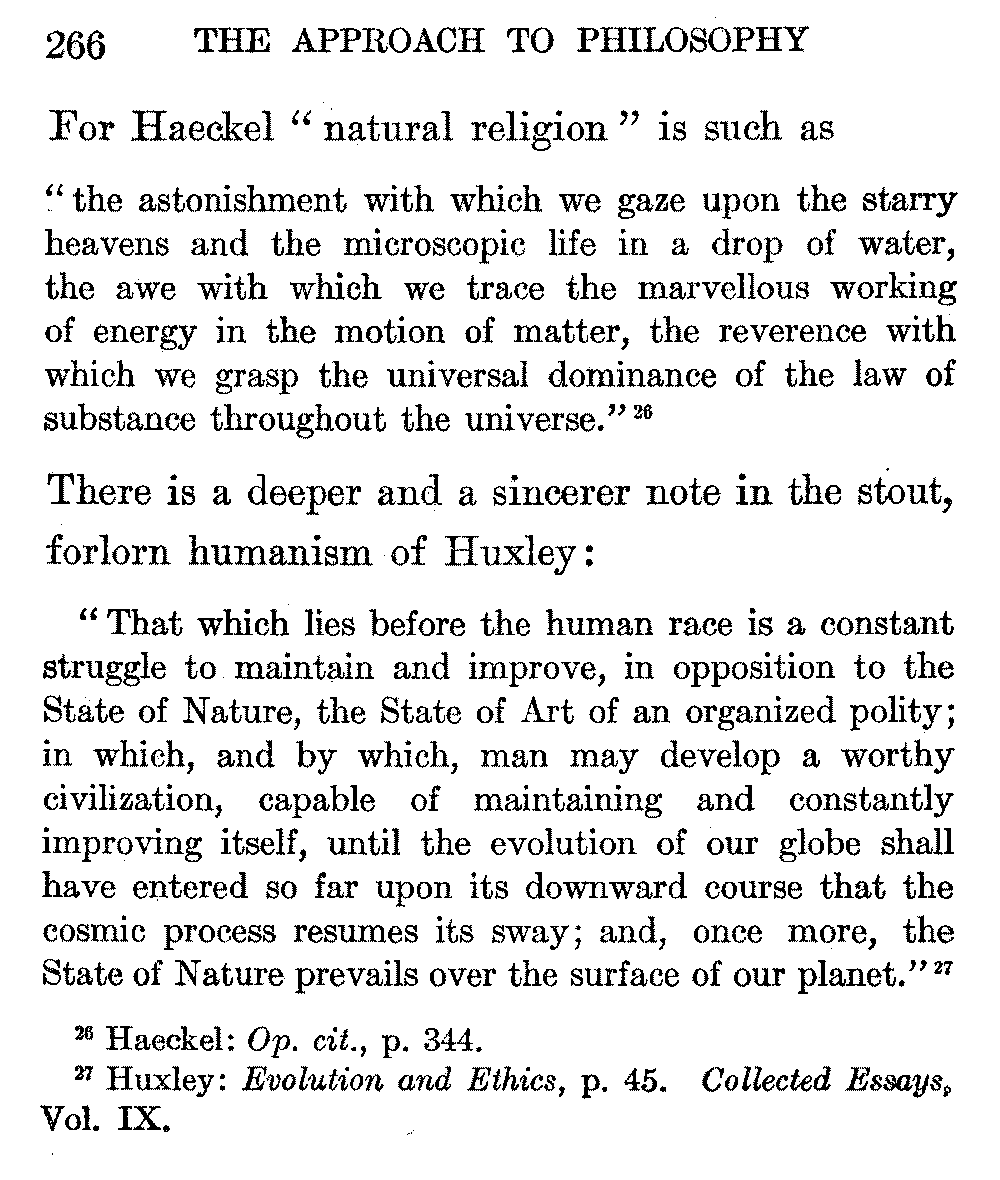 266 THE APPROACH TO PHILOSOPHY
For Haeckel “ natural religion ” is such as
“ the astonishment with which we gaze upon the starry
heavens and the microscopic life in a drop of water,
the awe with which we trace the marvellous working
of energy in the motion of matter, the reverence with
which we grasp the universal dominance of the law of
substance throughout the universe.” 26
There is a deeper and a sincerer note in the stout,
forlorn humanism of Huxley:
“ That which lies before the human race is a constant
struggle to maintain and improve, in opposition to the
State of Nature, the State of Art of an organized polity;
in which, and by which, man may develop a worthy
civilization, capable of maintaining and constantly
improving itself, until the evolution of our globe shall
have entered so far upon its downward course that the
cosmic process resumes its sway; and, once more, the
State of Nature prevails over the surface of our planet.” 27
26 Haeckel: Op. cit., p. 344.
27 Huxley: Evolution and Ethics, p. 45. Collected Essays,
Vol. IX.